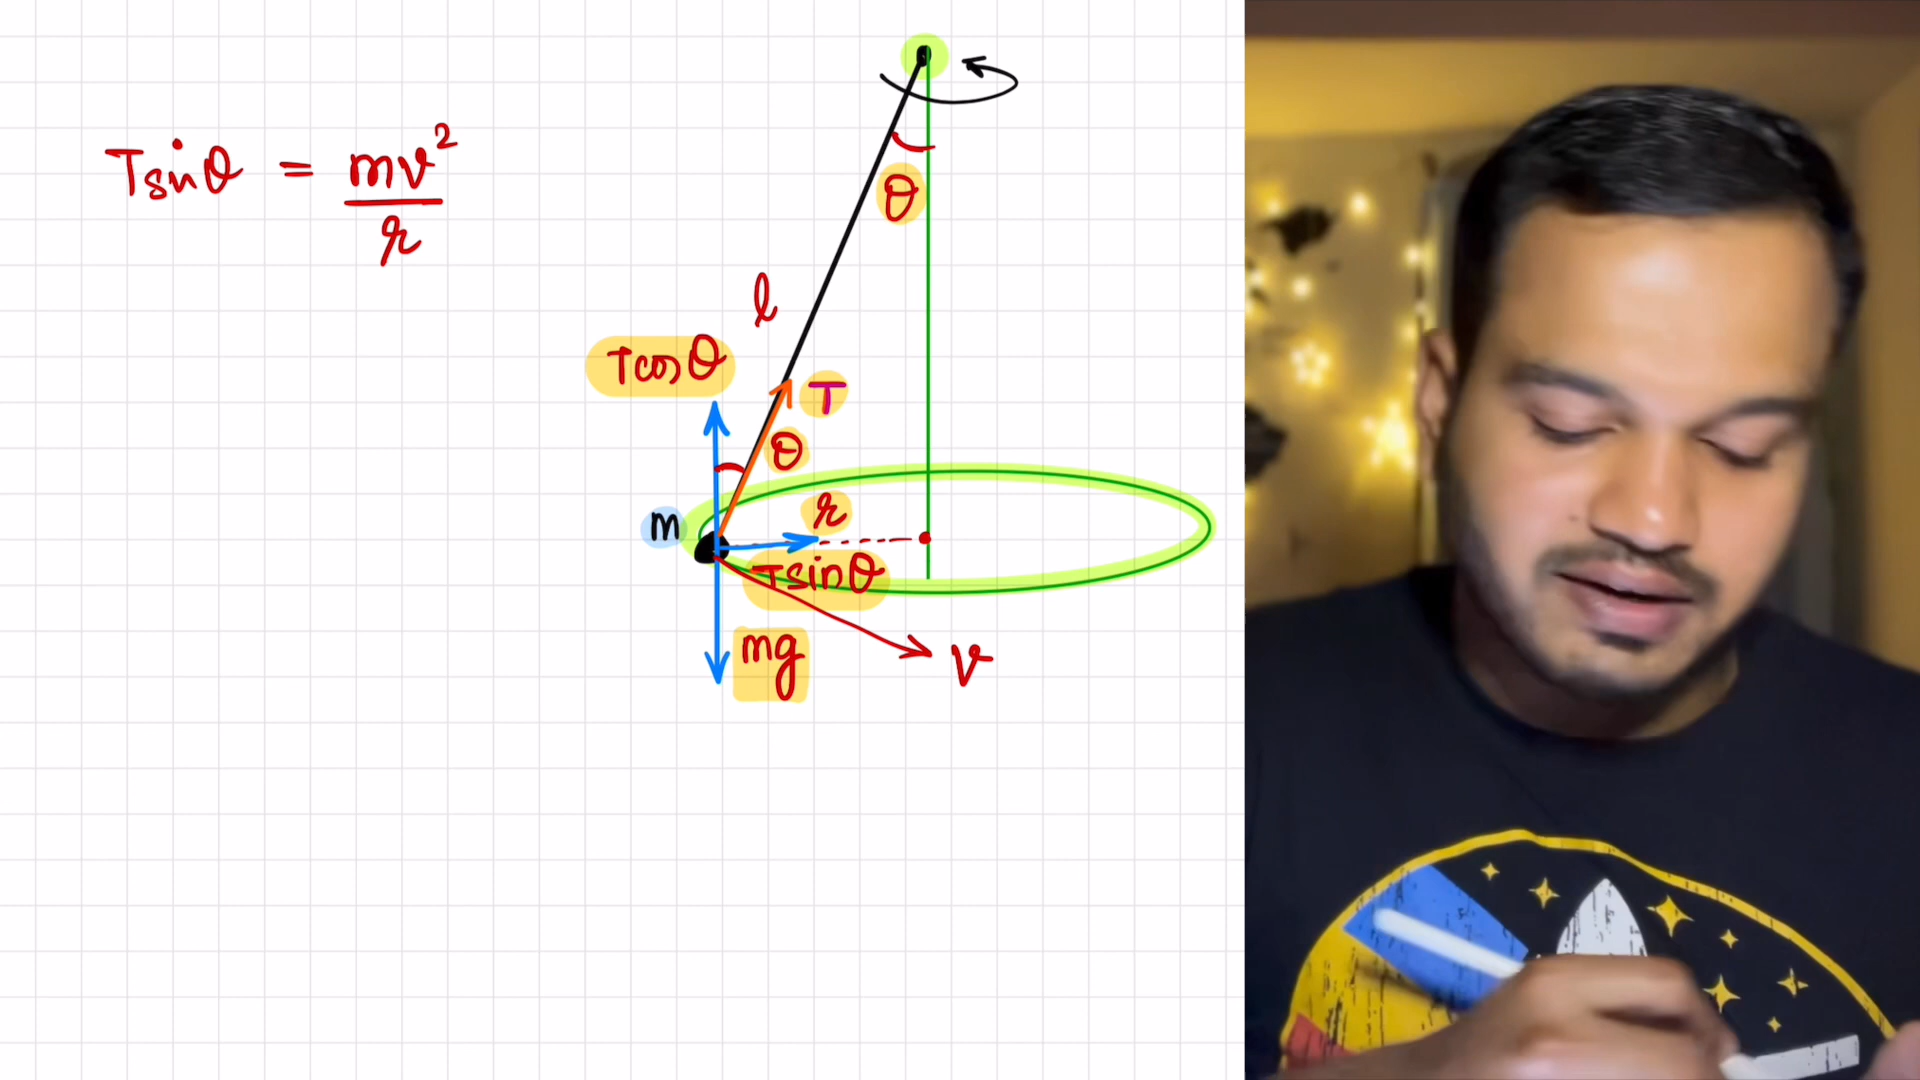 Tsinθ = mv²/r
θ
l
Tcosθ
T
θ
m
r
Tsinθ
mg
v